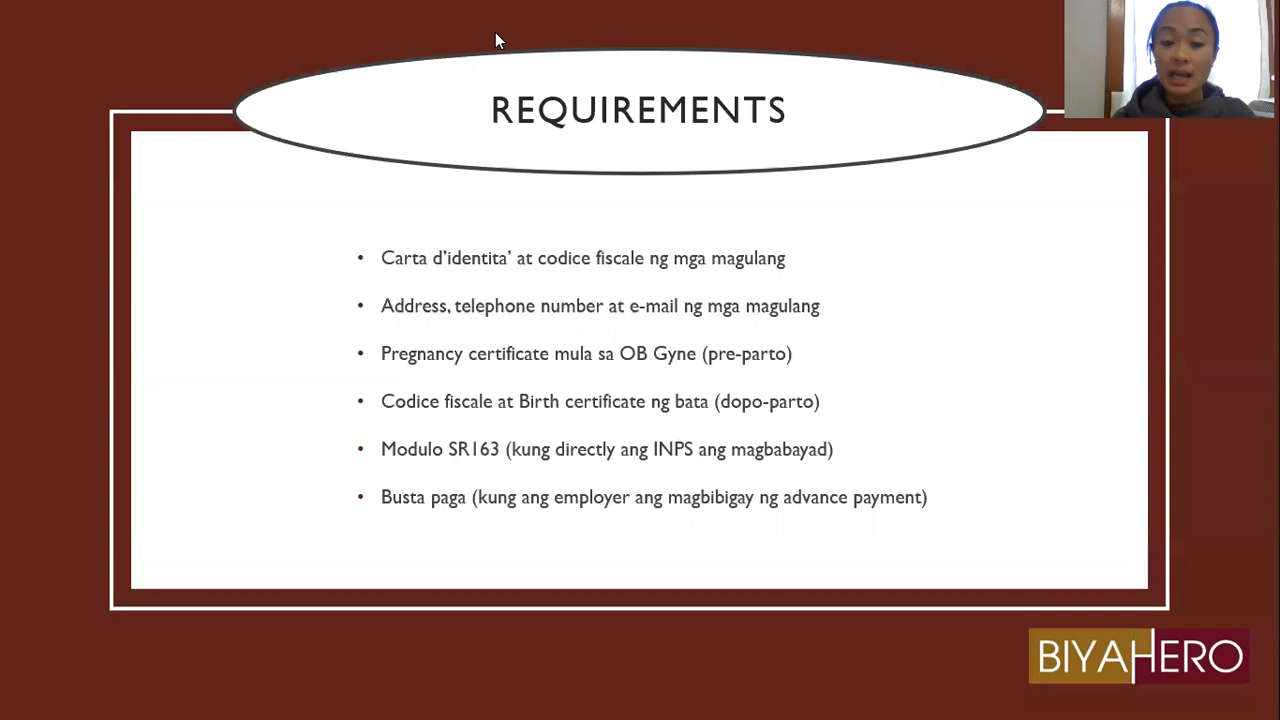 REQUIREMENTS
• Carta d'identita' at codice fiscale ng mga magulang
• Address, telephone number at e-mail ng mga magulang
• Pregnancy certificate mula sa OB Gyne (pre-parto)
• Codice fiscale at Birth certificate ng bata (dopo-parto)
• Modulo SR163 (kung directly ang INPS ang magbabayad)
• Busta paga (kung ang employer ang magbibigay ng advance payment)
BIYAHERO